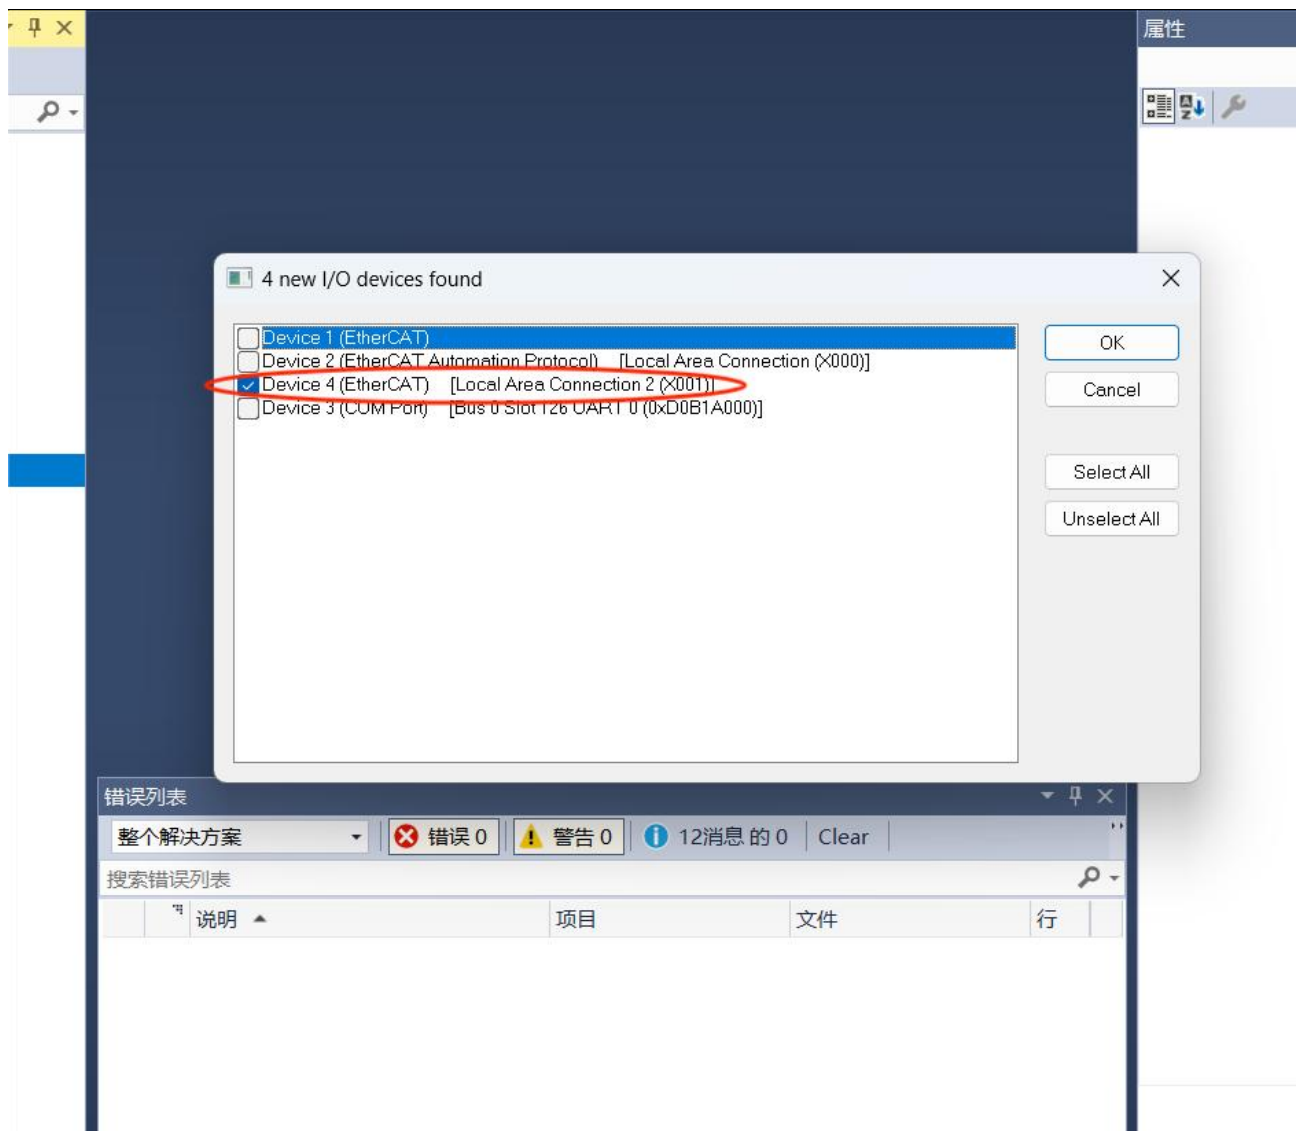 属性
4 new I/O devices found
Device 1 (EtherCAT)
Device 2 (EtherCAT Automation Protocol) [Local Area Connection (X000)]
Device 4 (EtherCAT) [Local Area Connection 2 (X001)]
Device 3 (COM Port) [Bus 0 Slot 126 UART 0 (0xD0B1A000)]
OK
Cancel
Select All
Unselect All
错误列表
整个解决方案 错误 0 警告 0 12消息 的 0 Clear
搜索错误列表
说明 项目 文件 行